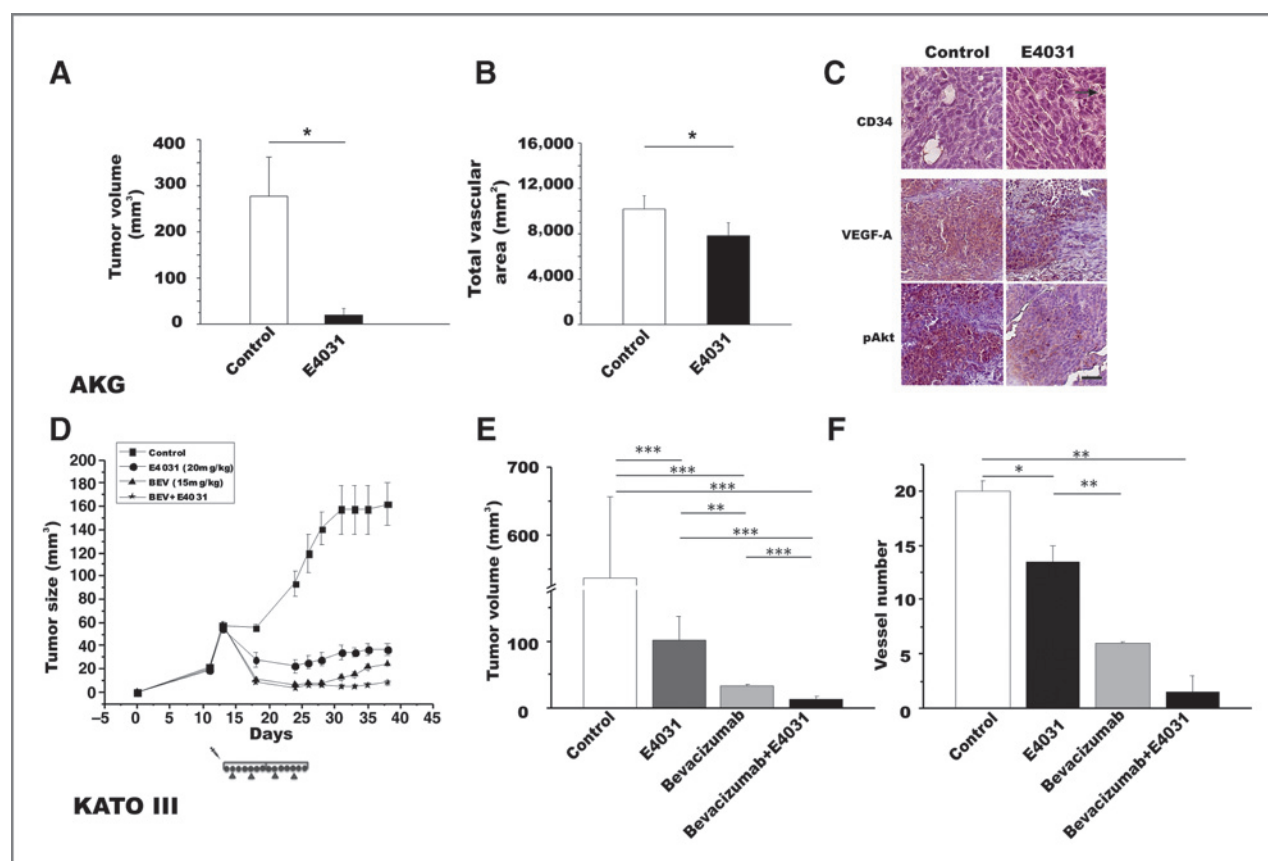 A
Tumor volume
(mm³)
400
300
200
100
0
*
Control
E4031
AKG
B
Total vascular
area (mm²)
16,000
12,000
8,000
4,000
0
*
Control
E4031
C
Control
E4031
CD34
VEGF-A
pAkt
D
Control
E4031 (20mg/kg)
BEV (15mg/kg)
BEV+E4031
Tumor size (mm³)
200
180
160
140
120
100
80
60
40
20
0
−5 0 5 10 15 20 25 30 35 40 45
Days
KATO III
E
Tumor volume (mm³)
700
600
100
0
***
***
***
**
***
***
Control
E4031
Bevacizumab
Bevacizumab+E4031
F
Vessel number
20
15
10
5
0
**
*
**
Control
E4031
Bevacizumab
Bevacizumab+E4031